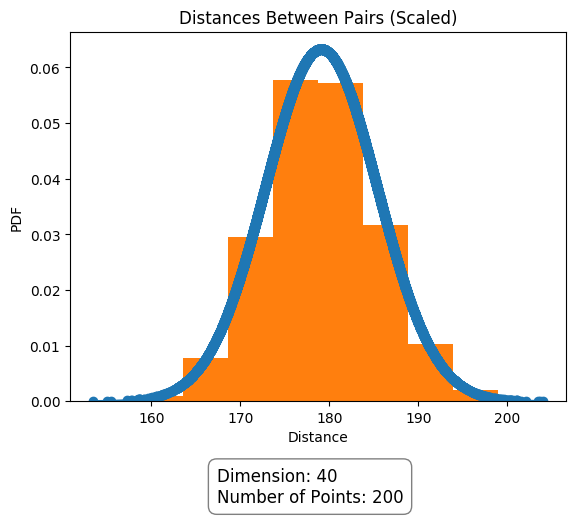 Distances Between Pairs (Scaled)
PDF
0.06
0.05
0.04
0.03
0.02
0.01
0.00
160 170 180 190 200
Distance
Dimension: 40
Number of Points: 200